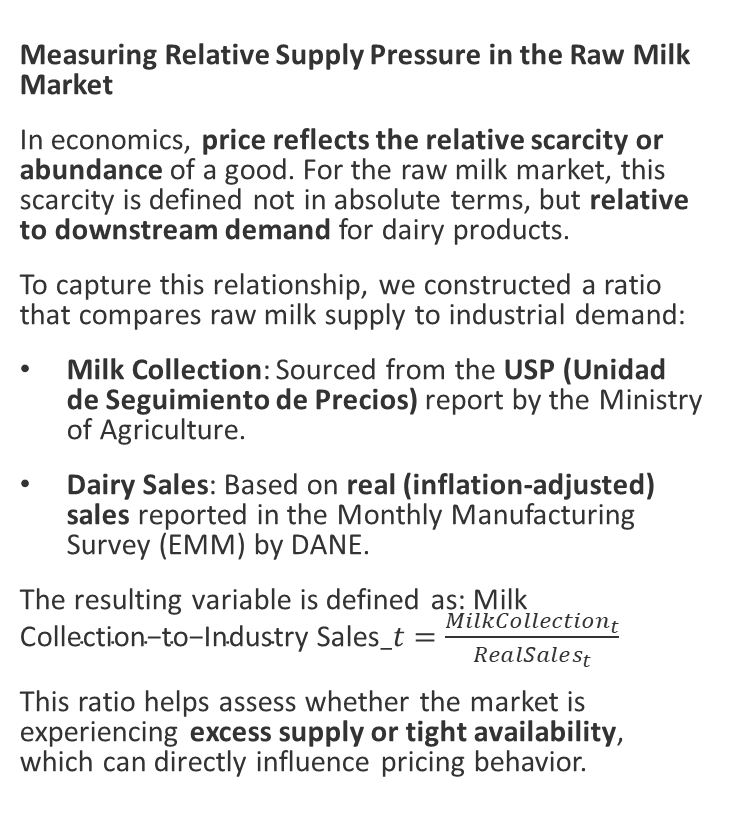 Measuring Relative Supply Pressure in the Raw Milk
Market
In economics, price reflects the relative scarcity or
abundance of a good. For the raw milk market, this
scarcity is defined not in absolute terms, but relative
to downstream demand for dairy products.
To capture this relationship, we constructed a ratio
that compares raw milk supply to industrial demand:
• Milk Collection: Sourced from the USP (Unidad
de Seguimiento de Precios) report by the Ministry
of Agriculture.
• Dairy Sales: Based on real (inflation-adjusted)
sales reported in the Monthly Manufacturing
Survey (EMM) by DANE.
The resulting variable is defined as: Milk
Collection−to−Industry Sales_t = MilkCollection_t / RealSales_t
This ratio helps assess whether the market is
experiencing excess supply or tight availability,
which can directly influence pricing behavior.